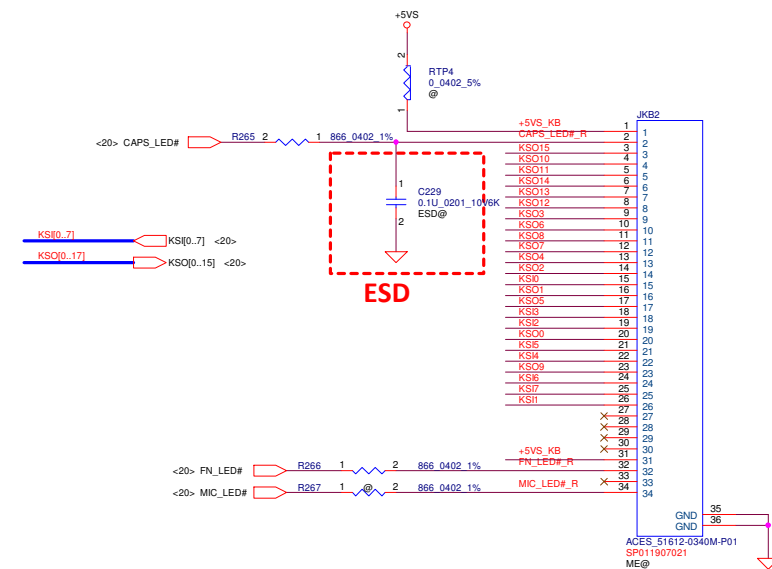 +5VS
2
RTP4
0_0402_5%
@
1
JKB2
<20> CAPS_LED# R265 2 1 866_0402_1%
+5VS_KB 1 1
CAPS_LED#_R 2 2
KSO15 3 3
KSO10 4 4
KSO11 5 5
KSO14 6 6
KSO13 7 7
KSO12 8 8
KSO3 9 9
KSO6 10 10
KSO8 11 11
KSO7 12 12
KSO4 13 13
KSO2 14 14
KSI0 15 15
KSO1 16 16
KSO5 17 17
KSI3 18 18
KSI2 19 19
KSO0 20 20
KSI5 21 21
KSI4 22 22
KSO9 23 23
KSI6 24 24
KSI7 25 25
KSI1 26 26
27 27
28 28
29 29
30 30
+5VS_KB 31 31
FN_LED#_R 32 32
33 33
MIC_LED#_R 34 34
1
C229
0.1U_0201_10V6K
ESD@
2
ESD
KSI[0..7] KSI[0..7] <20>
KSO[0..17] KSO[0..15] <20>
<20> FN_LED# R266 1 2 866_0402_1%
<20> MIC_LED# R267 1 @ 2 866_0402_1%
GND 35
GND 36
ACES_51612-0340M-P01
SP011907021
ME@